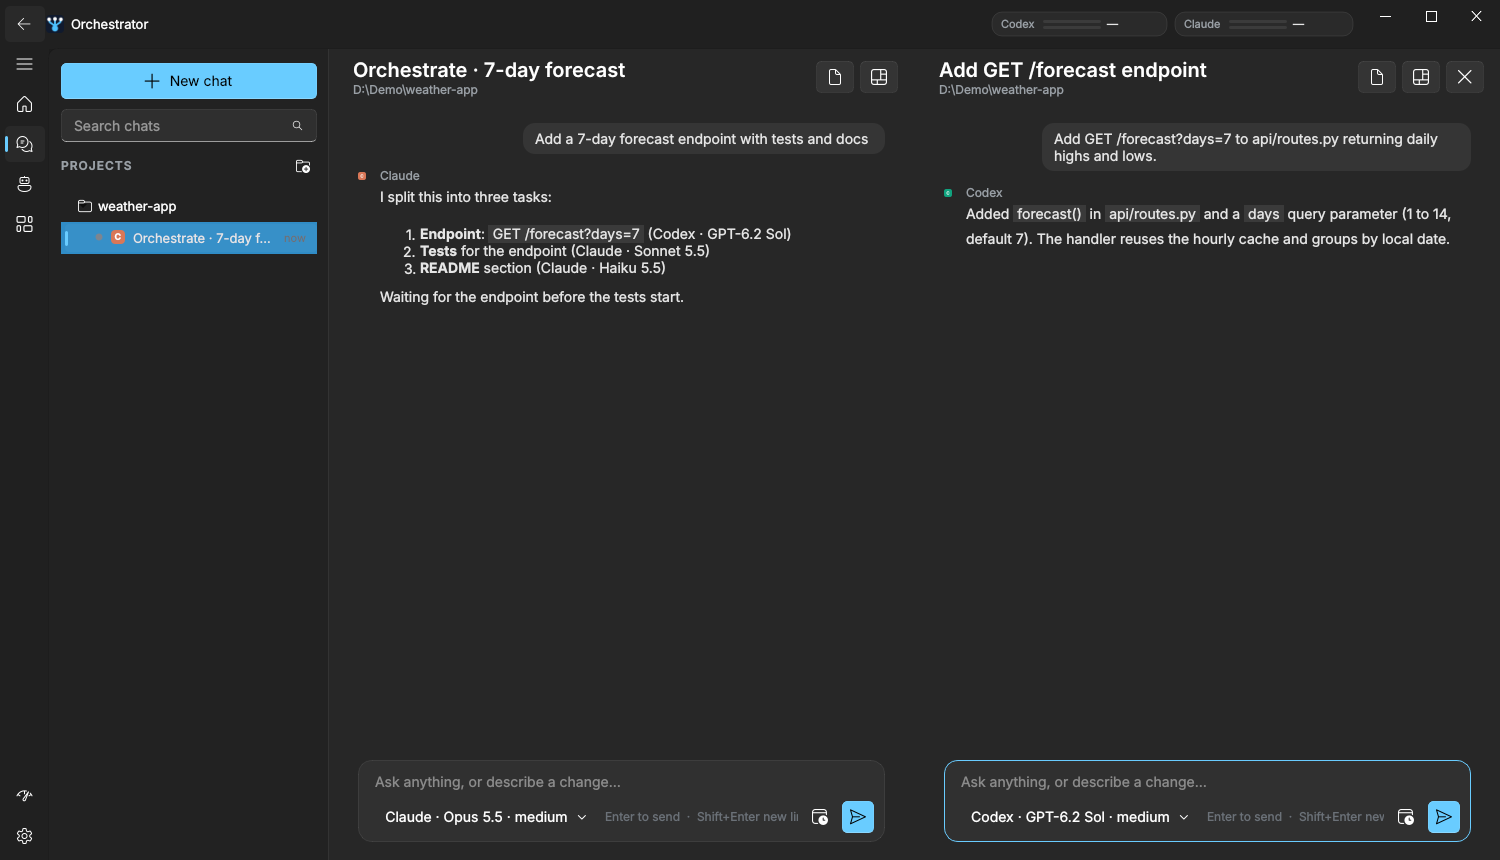 Orchestrator
Codex
Claude
New chat
Search chats
PROJECTS
weather-app
C
Orchestrate · 7-day f...
now
Orchestrate · 7-day forecast
D:\Demo\weather-app
Add a 7-day forecast endpoint with tests and docs
Claude
I split this into three tasks:
1. Endpoint: GET /forecast?days=7 (Codex · GPT-6.2 Sol)
2. Tests for the endpoint (Claude · Sonnet 5.5)
3. README section (Claude · Haiku 5.5)
Waiting for the endpoint before the tests start.
Ask anything, or describe a change...
Claude · Opus 5.5 · medium
Enter to send · Shift+Enter new li
Add GET /forecast endpoint
D:\Demo\weather-app
Add GET /forecast?days=7 to api/routes.py returning daily
highs and lows.
Codex
Added forecast() in api/routes.py and a days query parameter (1 to 14,
default 7). The handler reuses the hourly cache and groups by local date.
Ask anything, or describe a change...
Codex · GPT-6.2 Sol · medium
Enter to send · Shift+Enter new